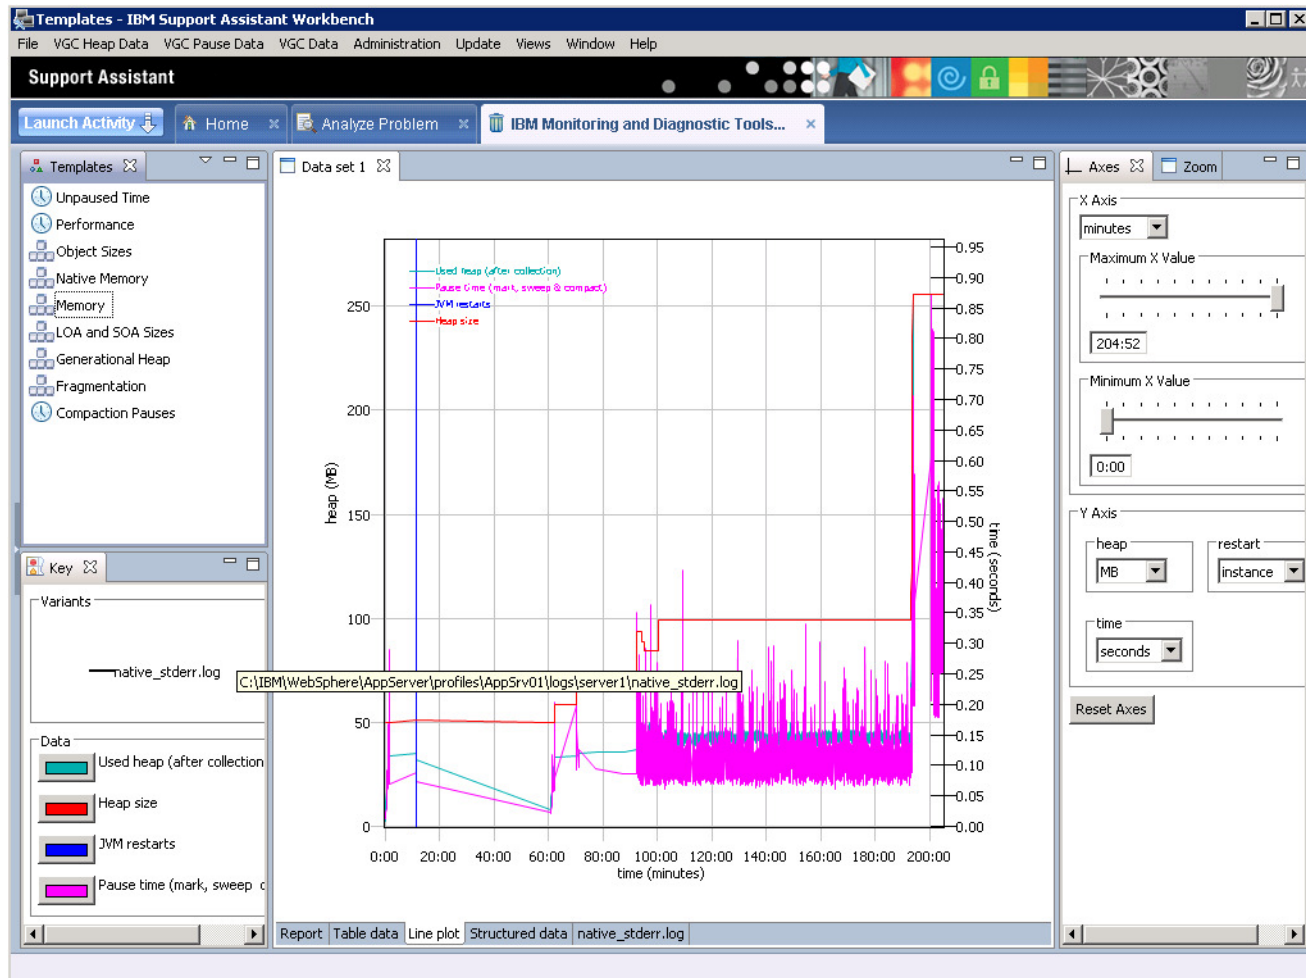 Templates - IBM Support Assistant Workbench
File VGC Heap Data VGC Pause Data VGC Data Administration Update Views Window Help
Support Assistant
Launch Activity Home Analyze Problem IBM Monitoring and Diagnostic Tools...
Templates
Unpaused Time
Performance
Object Sizes
Native Memory
Memory
LOA and SOA Sizes
Generational Heap
Fragmentation
Compaction Pauses
Key
Variants
native_stderr.log
C:\IBM\WebSphere\AppServer\profiles\AppSrv01\logs\server1\native_stderr.log
Data
Used heap (after collection
Heap size
JVM restarts
Pause time (mark, sweep
Data set 1
Used heap (after collection)
Pause time (mark, sweep & compact)
JVM restarts
Heap size
heap (MB)
250
200
150
100
50
0
0.95
0.90
0.85
0.80
0.75
0.70
0.65
0.60
0.55
0.50
0.45
0.40
0.35
0.30
0.25
0.20
0.15
0.10
0.05
0.00
time (seconds)
0:00 20:00 40:00 60:00 80:00 100:00 120:00 140:00 160:00 180:00 200:00
time (minutes)
Report Table data Line plot Structured data native_stderr.log
Axes Zoom
X Axis
minutes
Maximum X Value
204:52
Minimum X Value
0:00
Y Axis
heap restart
MB instance
time
seconds
Reset Axes